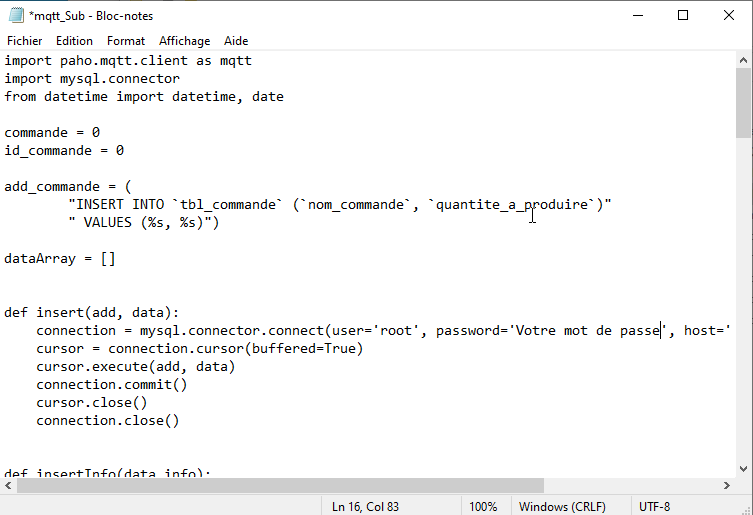 *mqtt_Sub - Bloc-notes
Fichier Edition Format Affichage Aide
import paho.mqtt.client as mqtt
import mysql.connector
from datetime import datetime, date
commande = 0
id_commande = 0
add_commande = (
        "INSERT INTO `tbl_commande` (`nom_commande`, `quantite_a_produire`)"
        " VALUES (%s, %s)")
dataArray = []
def insert(add, data):
    connection = mysql.connector.connect(user='root', password='Votre mot de passe', host='
    cursor = connection.cursor(buffered=True)
    cursor.execute(add, data)
    connection.commit()
    cursor.close()
    connection.close()
def insertInfo(data info):
Ln 16, Col 83 100% Windows (CRLF) UTF-8